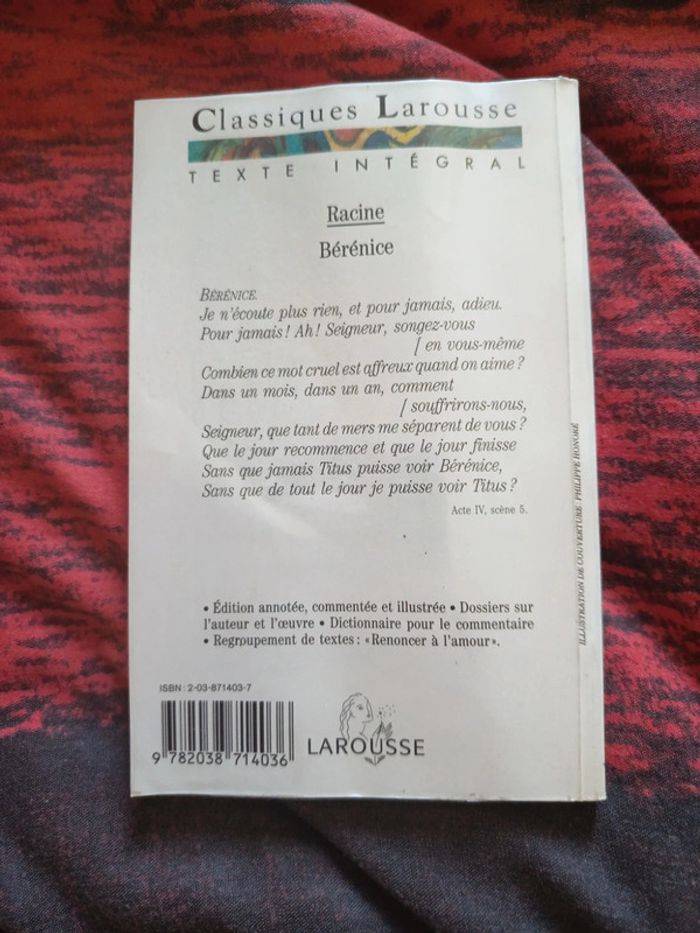 Classiques Larousse
TEXTE INTÉGRAL
Racine
Bérénice
BÉRÉNICE.
Je n'écoute plus rien, et pour jamais, adieu.
Pour jamais ! Ah ! Seigneur, songez-vous
[ en vous-même
Combien ce mot cruel est affreux quand on aime ?
Dans un mois, dans un an, comment
[ souffrirons-nous,
Seigneur, que tant de mers me séparent de vous ?
Que le jour recommence et que le jour finisse
Sans que jamais Titus puisse voir Bérénice,
Sans que de tout le jour je puisse voir Titus ?
Acte IV, scène 5.
• Édition annotée, commentée et illustrée • Dossiers sur
l'auteur et l'œuvre • Dictionnaire pour le commentaire
• Regroupement de textes : « Renoncer à l'amour ».
ISBN : 2-03-871403-7
9 782038 714036
LAROUSSE
ILLUSTRATION DE COUVERTURE : PHILIPPE HONORÉ